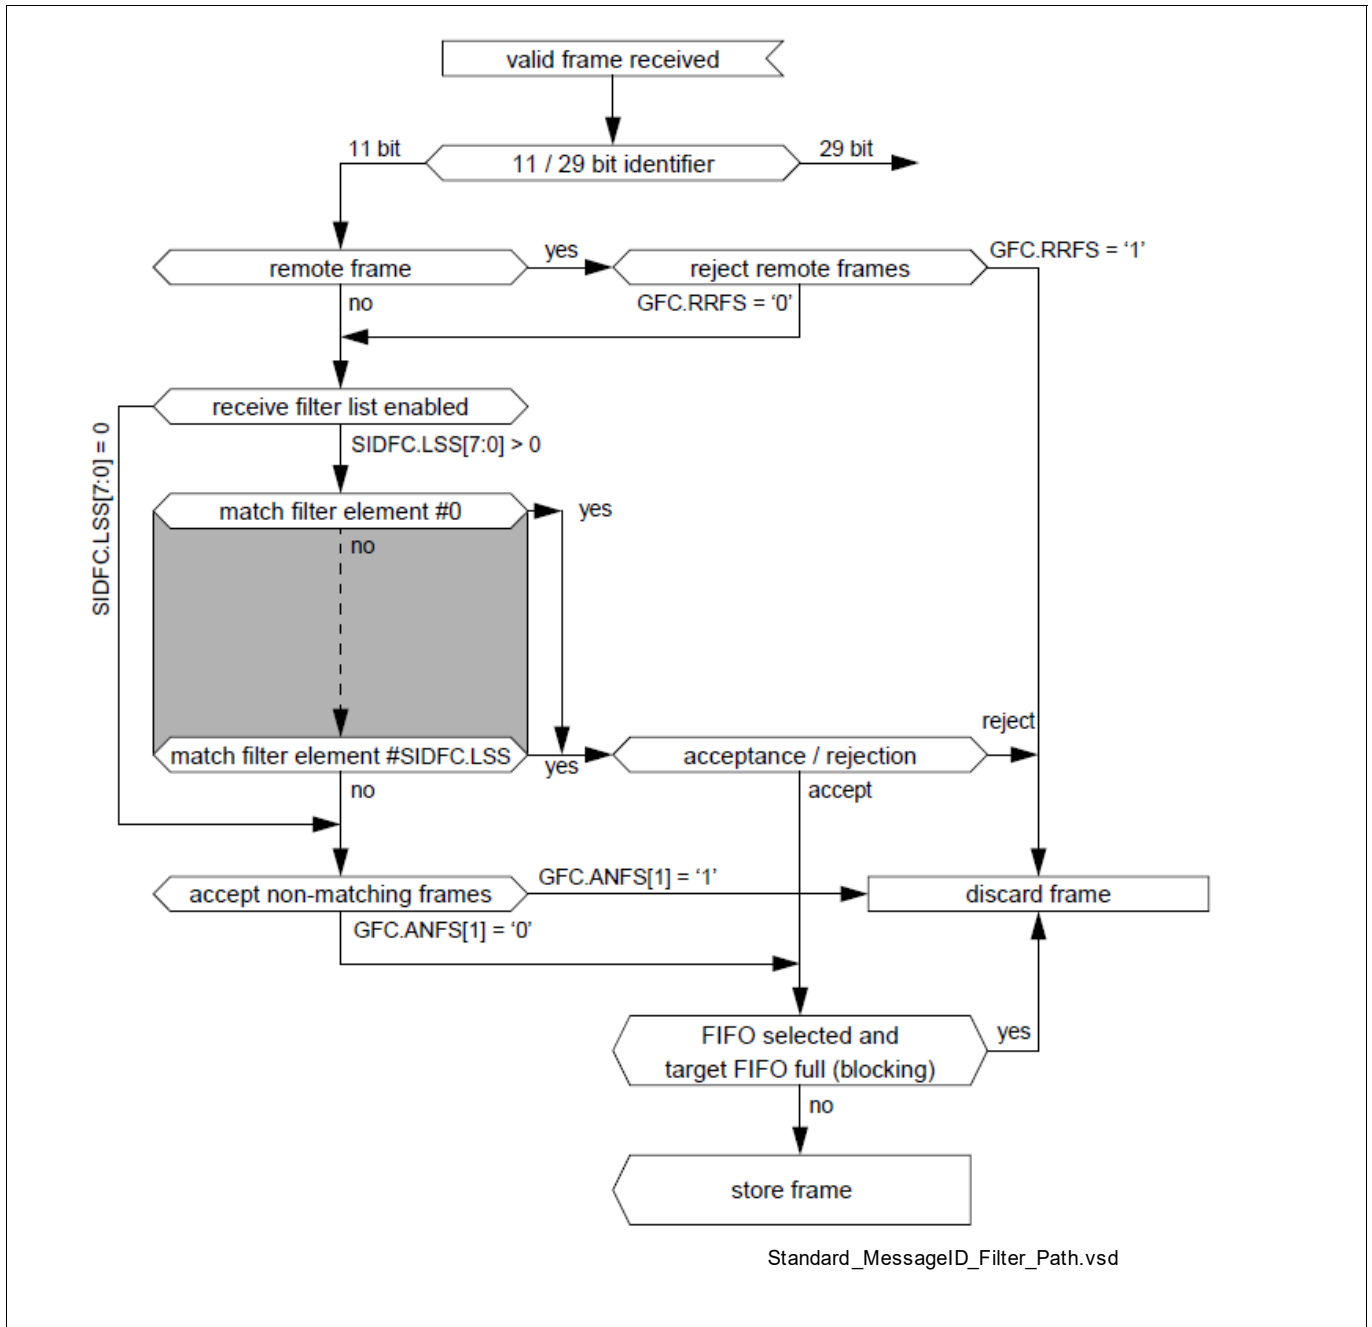 valid frame received
11 bit
11 / 29 bit identifier
29 bit
remote frame
yes
reject remote frames
GFC.RRFS = ‘1’
no
GFC.RRFS = ‘0’
receive filter list enabled
SIDFC.LSS[7:0] = 0
SIDFC.LSS[7:0] > 0
match filter element #0
yes
no
match filter element #SIDFC.LSS
yes
acceptance / rejection
reject
no
accept
accept non-matching frames
GFC.ANFS[1] = ‘1’
discard frame
GFC.ANFS[1] = ‘0’
FIFO selected and
target FIFO full (blocking)
yes
no
store frame
Standard_MessageID_Filter_Path.vsd